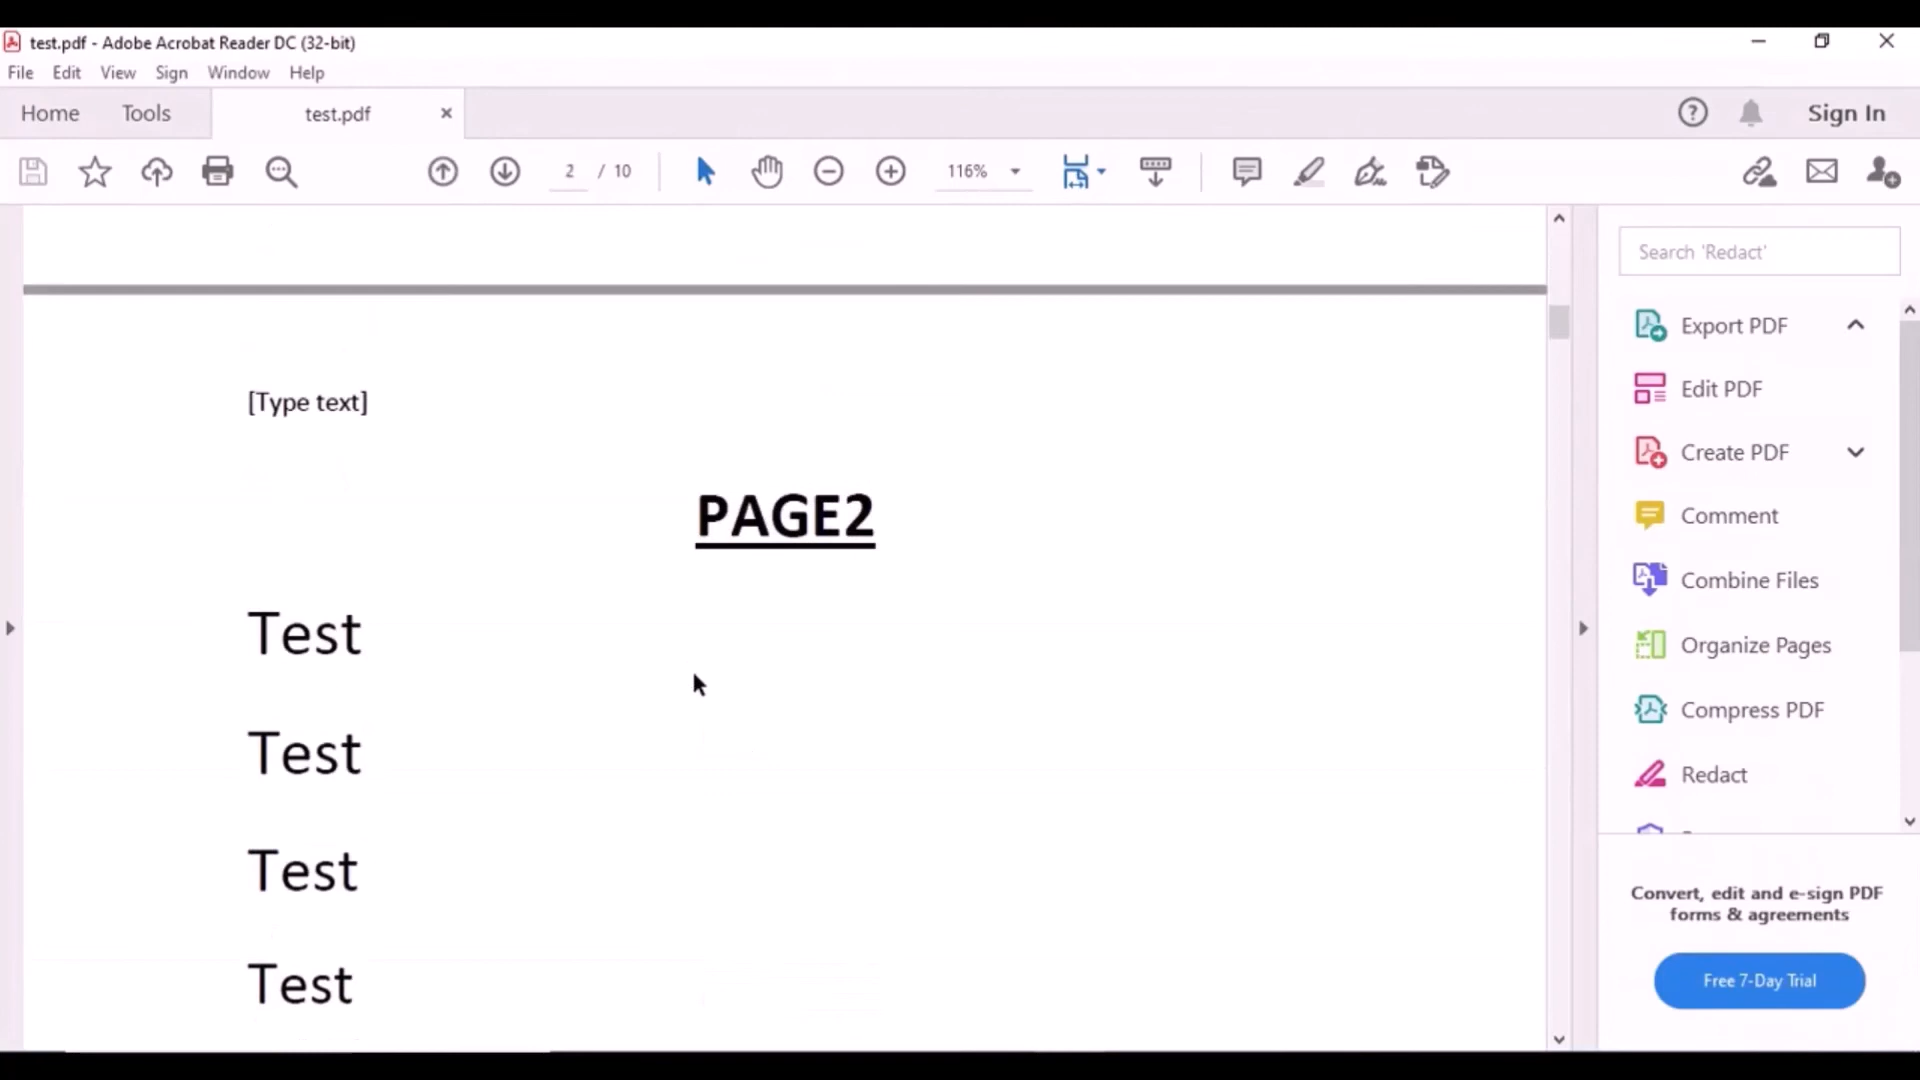 test.pdf - Adobe Acrobat Reader DC (32-bit)
File Edit View Sign Window Help
Home Tools test.pdf Sign In
2 / 10 116%
Search 'Redact'
Export PDF
Edit PDF
Create PDF
Comment
Combine Files
Organize Pages
Compress PDF
Redact
Convert, edit and e-sign PDF
forms & agreements
Free 7-Day Trial
[Type text]
PAGE2
Test
Test
Test
Test